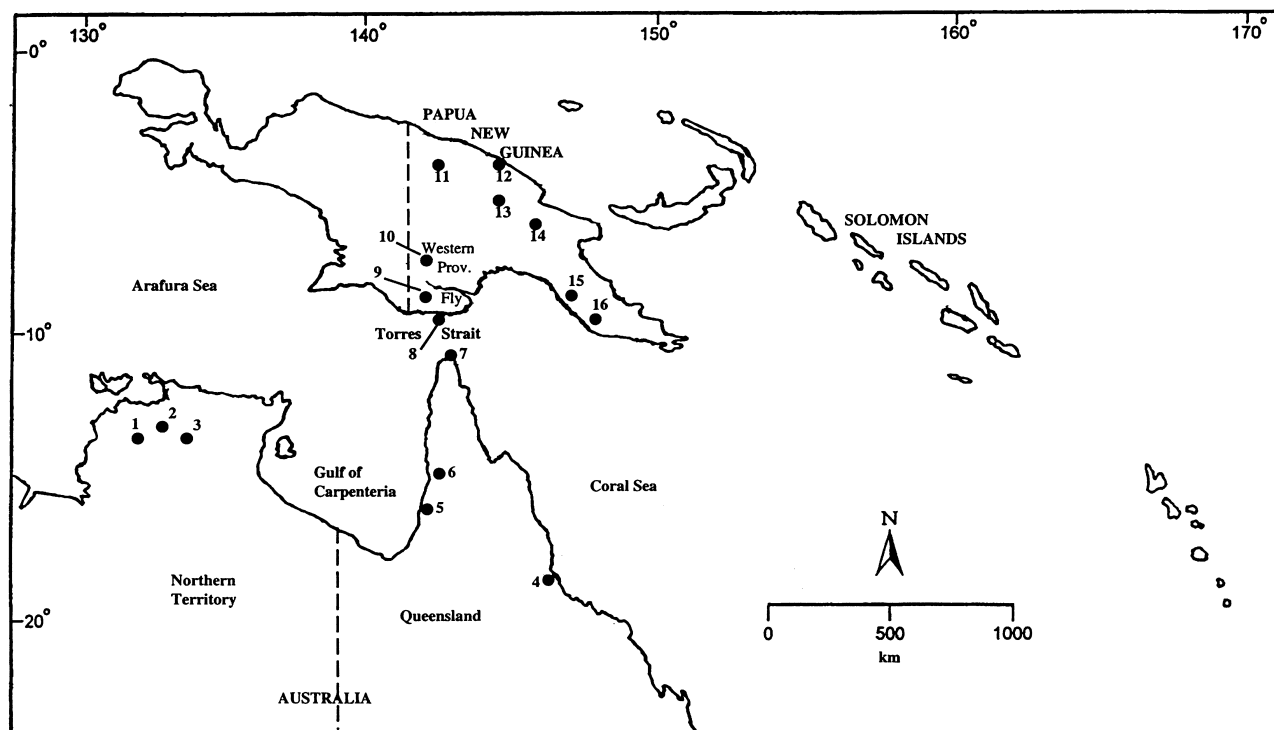 130°
140°
150°
160°
170°
0°
PAPUA
NEW
GUINEA
11
12
13
14
10
Western
Prov.
9
Fly
SOLOMON
ISLANDS
Arafura Sea
15
16
10°
Torres Strait
8
7
1
2
3
Gulf of
Carpenteria
6
5
Coral Sea
N
Northern
Territory
4
Queensland
20°
0
500
1000
km
AUSTRALIA